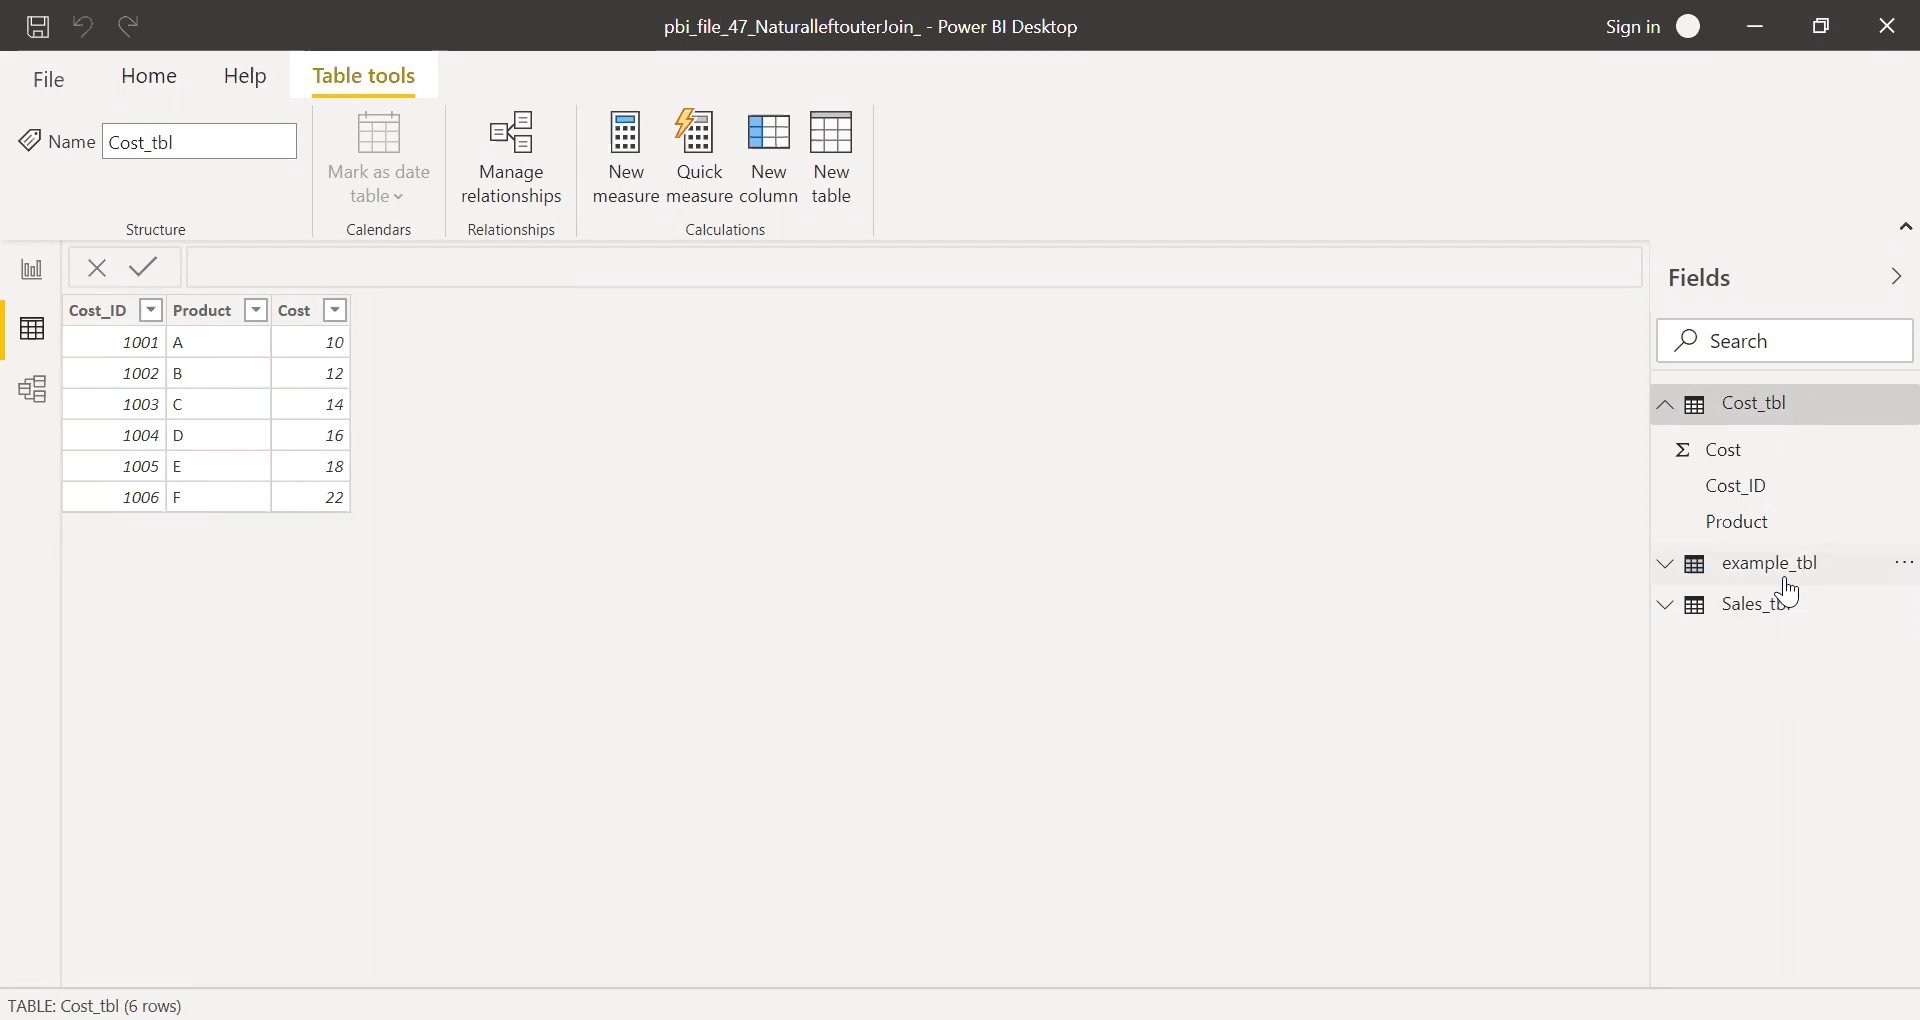 pbi_file_47_NaturalleftouterJoin_ - Power BI Desktop
Sign in
File Home Help Table tools
Name Cost_tbl
Mark as date table
Manage relationships
New measure
Quick measure
New column
New table
Structure Calendars Relationships Calculations
Fields
Search
Cost_ID Product Cost
1001 A 10
1002 B 12
1003 C 14
1004 D 16
1005 E 18
1006 F 22
Cost_tbl
Σ Cost
Cost_ID
Product
example_tbl
Sales_tbl
TABLE: Cost_tbl (6 rows)